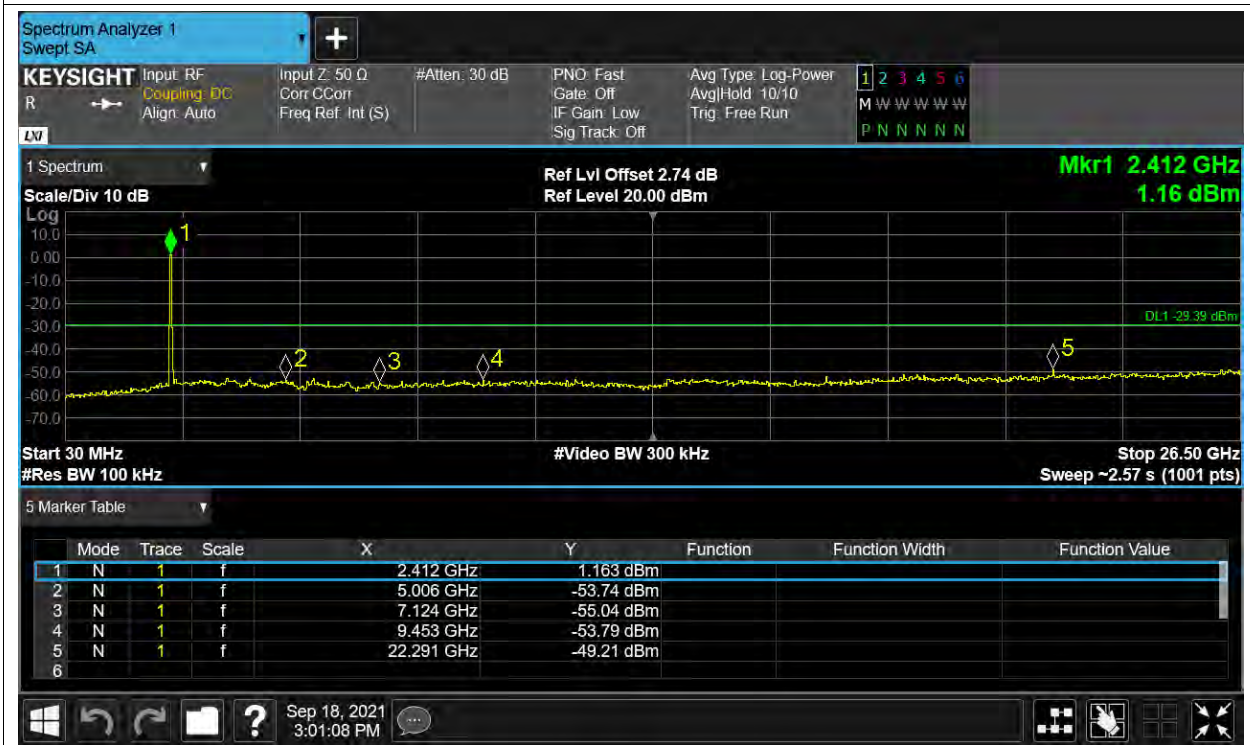 Spectrum Analyzer 1
Swept SA
+
KEYSIGHT
R
LXI
Input: RF
Coupling: DC
Align: Auto
Input Z: 50 Ω
Corr CCorr
Freq Ref: Int (S)
#Atten: 30 dB
PNO: Fast
Gate: Off
IF Gain: Low
Sig Track: Off
Avg Type: Log-Power
Avg|Hold: 10/10
Trig: Free Run
1 2 3 4 5 6
M W W W W W
P N N N N N
1 Spectrum
Scale/Div 10 dB
Ref Lvl Offset 2.74 dB
Ref Level 20.00 dBm
Mkr1 2.412 GHz
1.16 dBm
Log
10.0
0.00
-10.0
-20.0
-30.0
-40.0
-50.0
-60.0
-70.0
1
2
3
4
5
DL1 -29.39 dBm
Start 30 MHz
#Video BW 300 kHz
Stop 26.50 GHz
#Res BW 100 kHz
Sweep ~2.57 s (1001 pts)
5 Marker Table
Mode Trace Scale X Y Function Function Width Function Value
1 N 1 f 2.412 GHz 1.163 dBm
2 N 1 f 5.006 GHz -53.74 dBm
3 N 1 f 7.124 GHz -55.04 dBm
4 N 1 f 9.453 GHz -53.79 dBm
5 N 1 f 22.291 GHz -49.21 dBm
6
?
Sep 18, 2021
3:01:08 PM